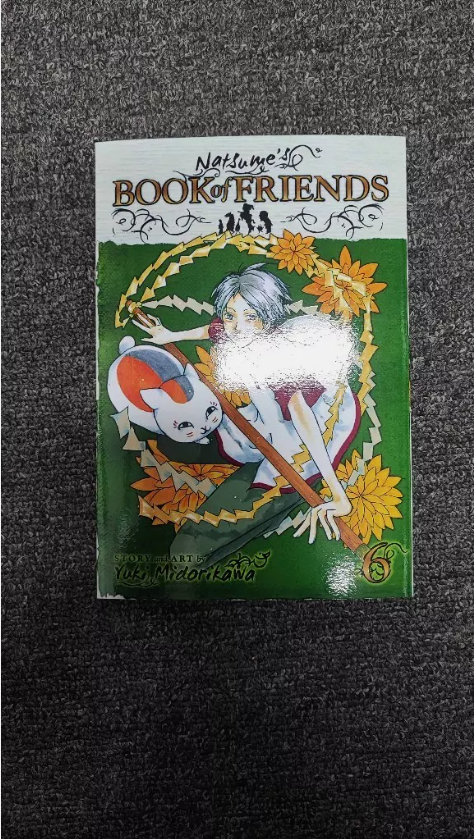 Natsume's
BOOK of FRIENDS
STORY and ART by
Yuki Midorikawa
6